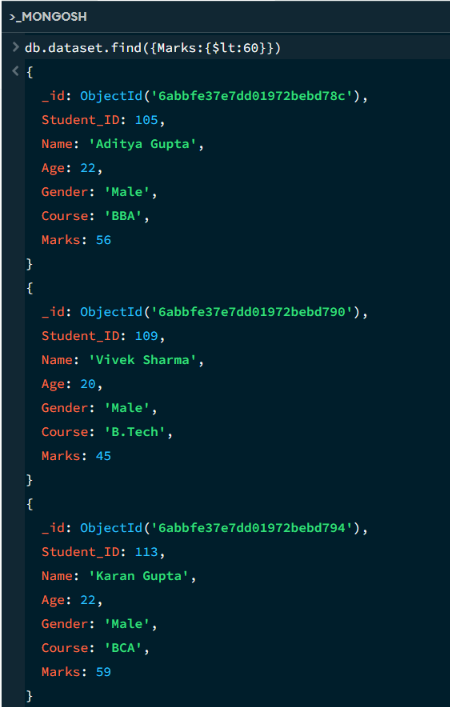 >_MONGOSH
> db.dataset.find({Marks:{$lt:60}})
< {
_id: ObjectId('6abbfe37e7dd01972bebd78c'),
Student_ID: 105,
Name: 'Aditya Gupta',
Age: 22,
Gender: 'Male',
Course: 'BBA',
Marks: 56
}
{
_id: ObjectId('6abbfe37e7dd01972bebd790'),
Student_ID: 109,
Name: 'Vivek Sharma',
Age: 20,
Gender: 'Male',
Course: 'B.Tech',
Marks: 45
}
{
_id: ObjectId('6abbfe37e7dd01972bebd794'),
Student_ID: 113,
Name: 'Karan Gupta',
Age: 22,
Gender: 'Male',
Course: 'BCA',
Marks: 59
}